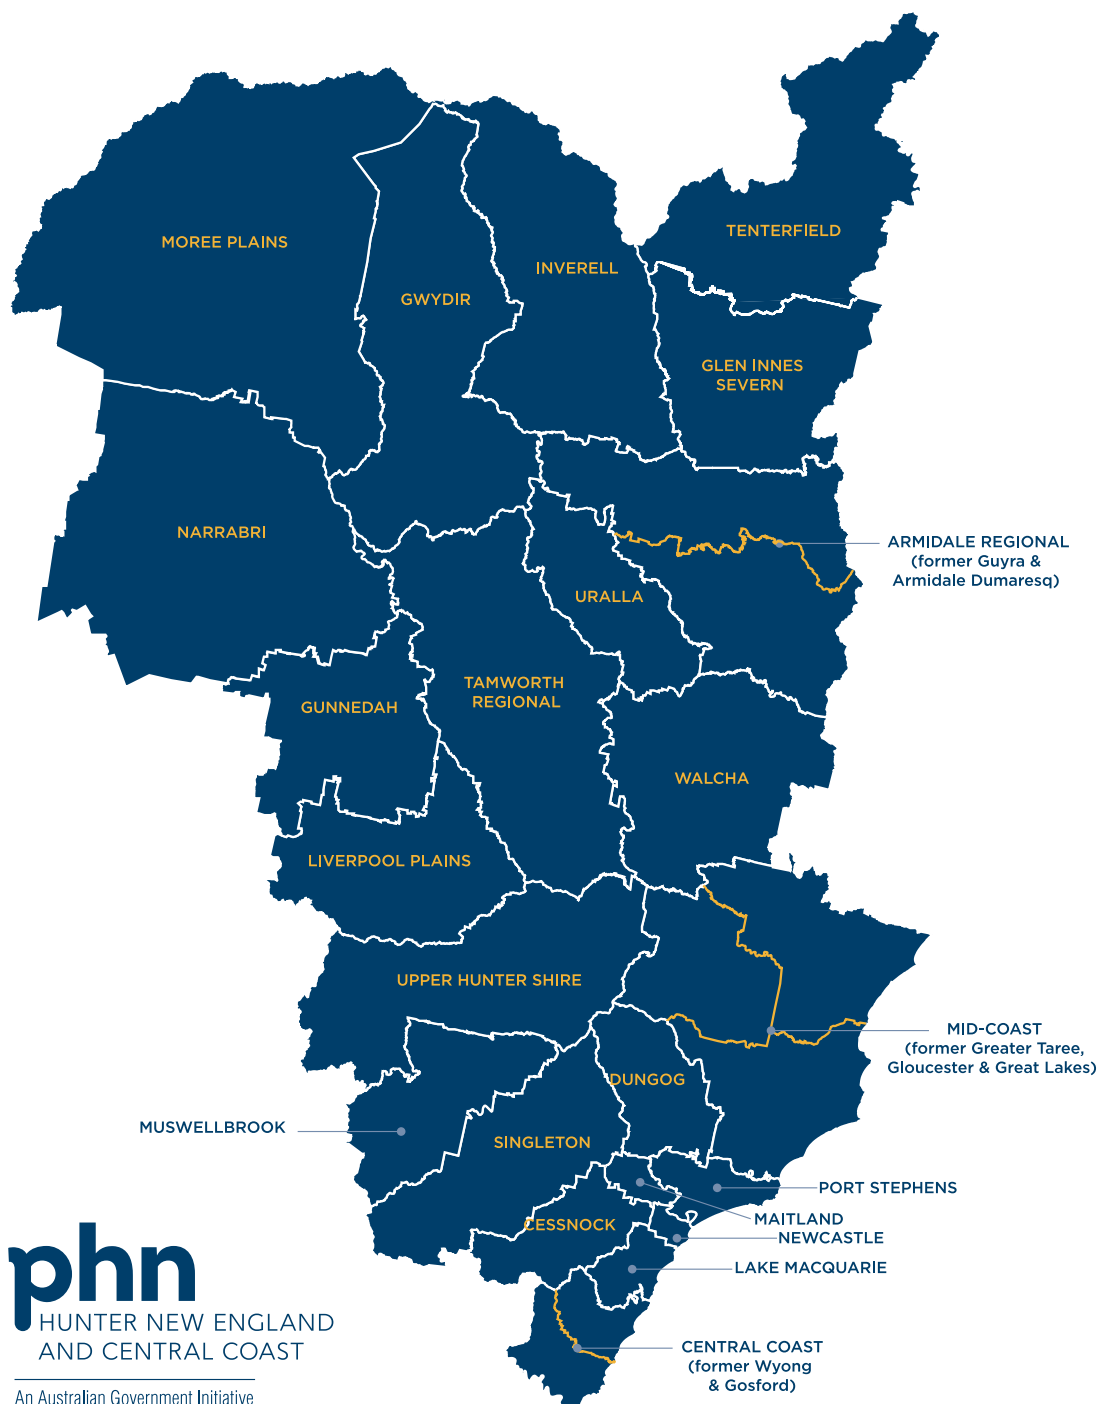 TENTERFIELD
MOREE PLAINS
INVERELL
GWYDIR
GLEN INNES
SEVERN
NARRABRI
ARMIDALE REGIONAL
(former Guyra &
Armidale Dumaresq)
URALLA
TAMWORTH
REGIONAL
GUNNEDAH
WALCHA
LIVERPOOL PLAINS
UPPER HUNTER SHIRE
MID-COAST
(former Greater Taree,
Gloucester & Great Lakes)
DUNGOG
MUSWELLBROOK
SINGLETON
PORT STEPHENS
MAITLAND
CESSNOCK
NEWCASTLE
LAKE MACQUARIE
CENTRAL COAST
(former Wyong
& Gosford)
phn
HUNTER NEW ENGLAND
AND CENTRAL COAST
An Australian Government Initiative